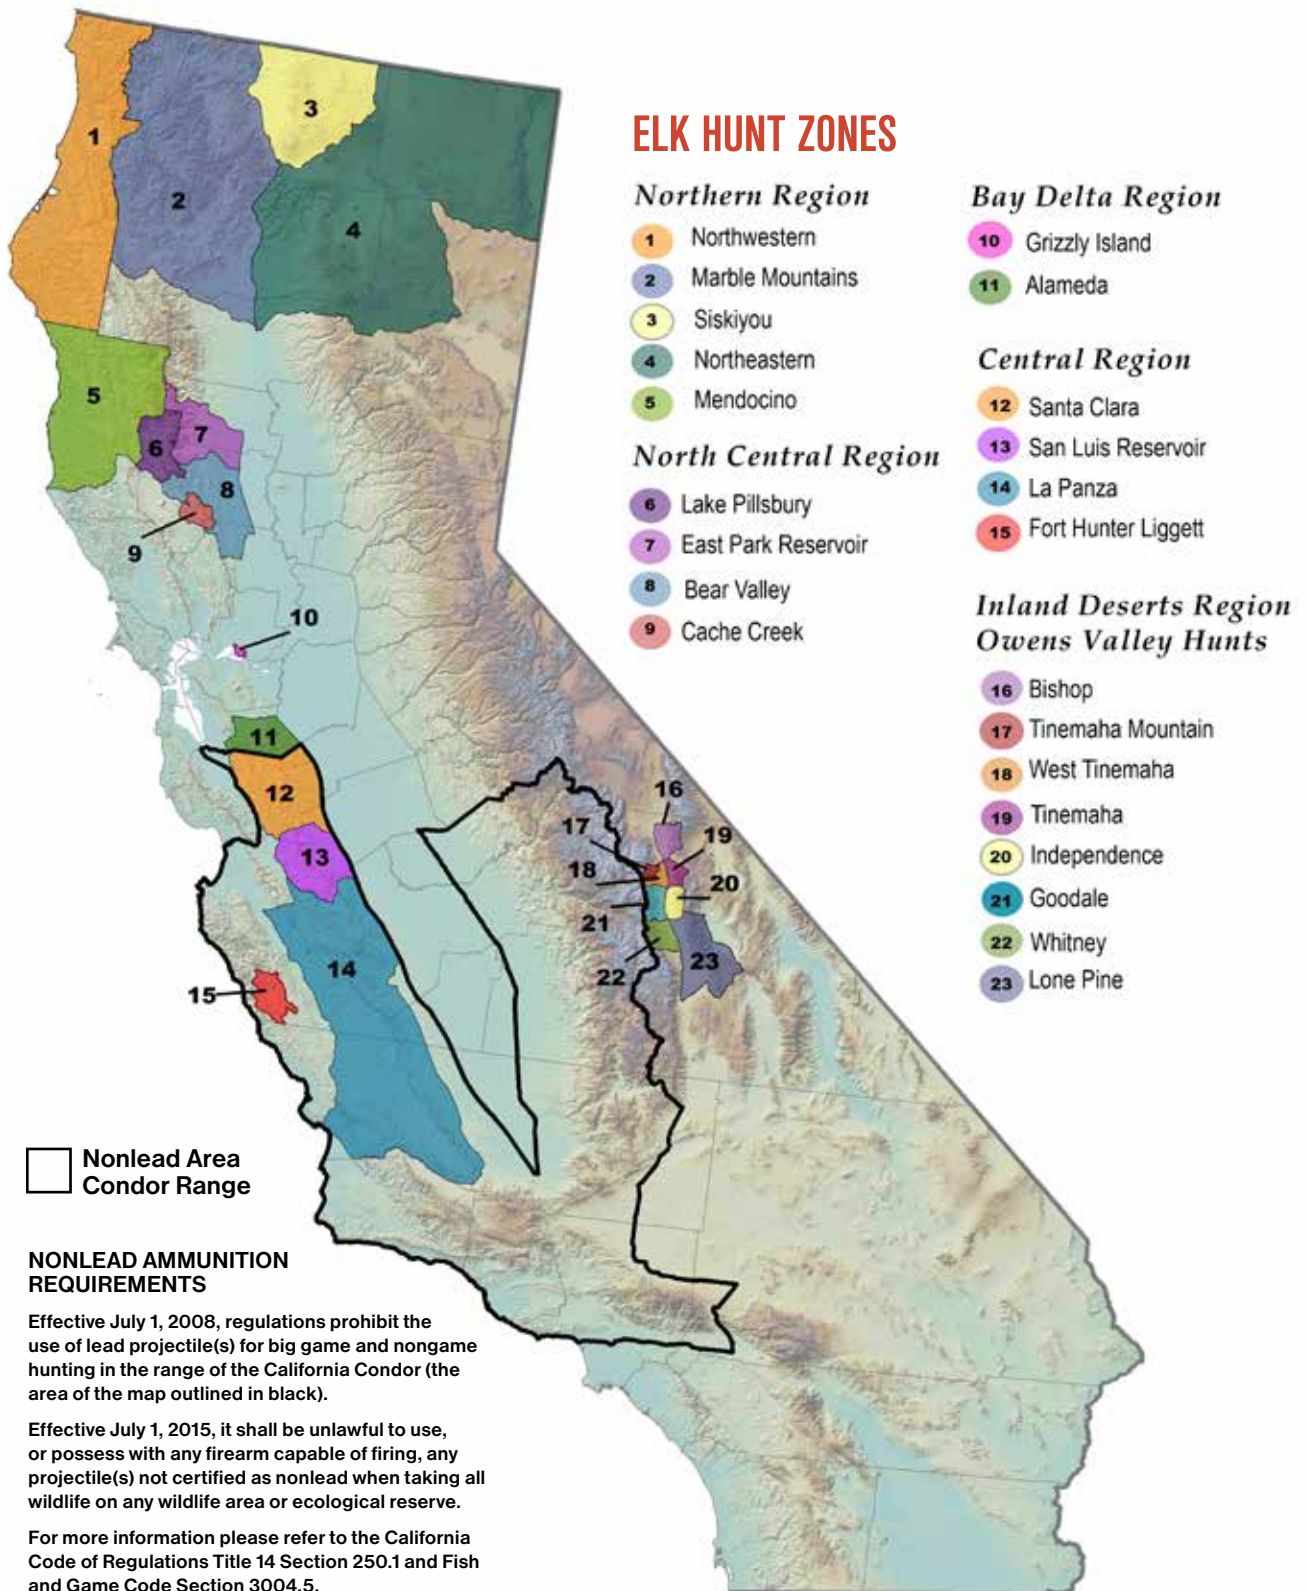 ELK HUNT ZONES
Northern Region
1 Northwestern
2 Marble Mountains
3 Siskiyou
4 Northeastern
5 Mendocino
North Central Region
6 Lake Pillsbury
7 East Park Reservoir
8 Bear Valley
9 Cache Creek
Bay Delta Region
10 Grizzly Island
11 Alameda
Central Region
12 Santa Clara
13 San Luis Reservoir
14 La Panza
15 Fort Hunter Liggett
Inland Deserts Region
Owens Valley Hunts
16 Bishop
17 Tinemaha Mountain
18 West Tinemaha
19 Tinemaha
20 Independence
21 Goodale
22 Whitney
23 Lone Pine
1
2
3
4
5
6
7
8
9
10
11
12
13
14
15
16
17
18
19
20
21
22
23
Nonlead Area
Condor Range
NONLEAD AMMUNITION
REQUIREMENTS
Effective July 1, 2008, regulations prohibit the
use of lead projectile(s) for big game and nongame
hunting in the range of the California Condor (the
area of the map outlined in black).
Effective July 1, 2015, it shall be unlawful to use,
or possess with any firearm capable of firing, any
projectile(s) not certified as nonlead when taking all
wildlife on any wildlife area or ecological reserve.
For more information please refer to the California
Code of Regulations Title 14 Section 250.1 and Fish
and Game Code Section 3004.5.